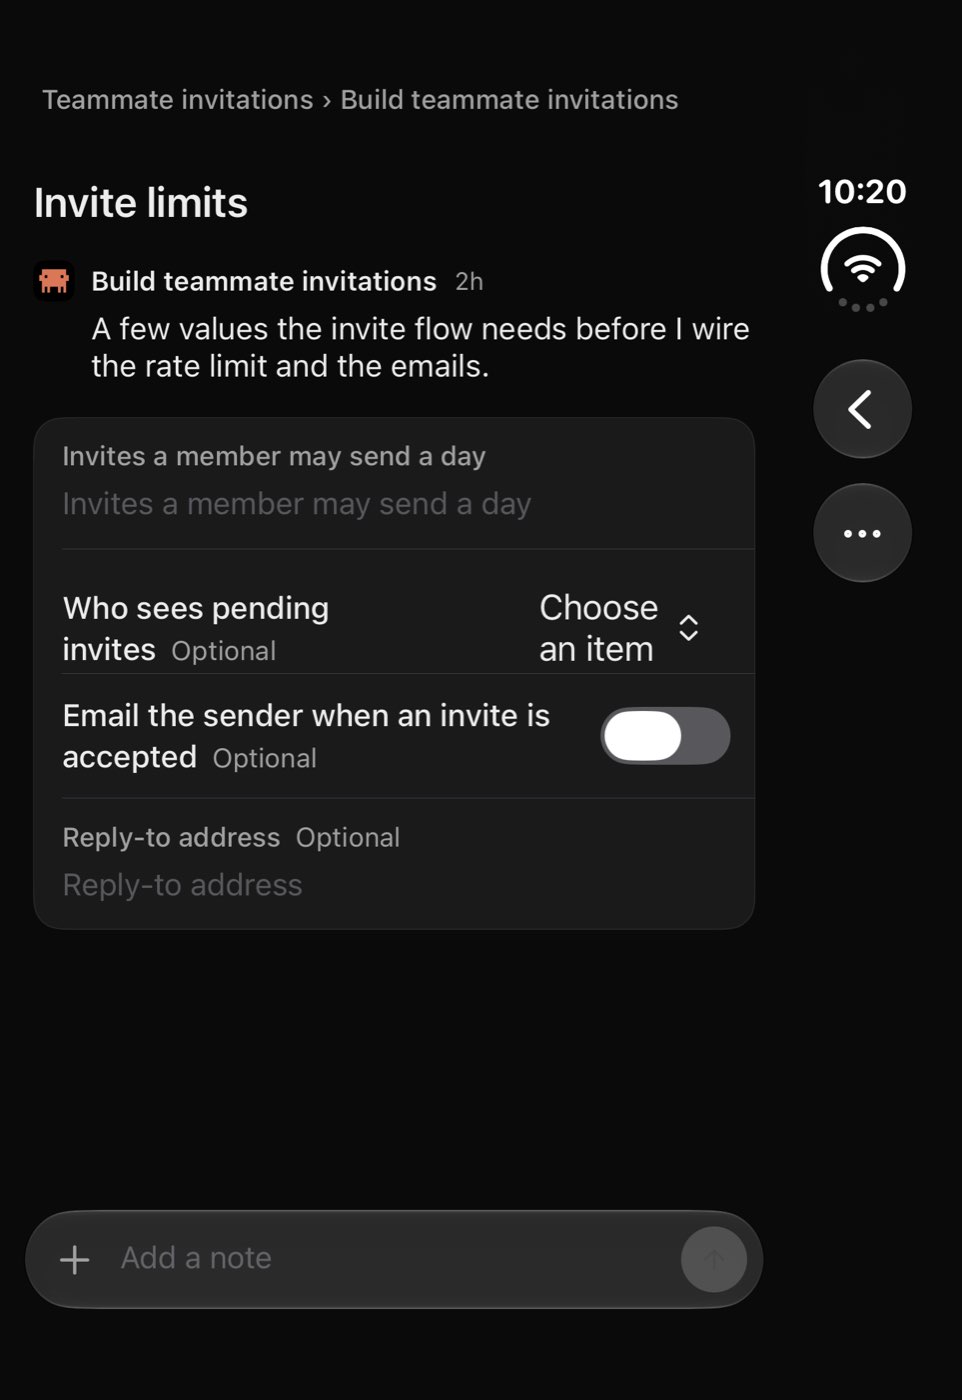 Teammate invitations › Build teammate invitations
Invite limits
10:20
Build teammate invitations 2h
A few values the invite flow needs before I wire
the rate limit and the emails.
Invites a member may send a day
Invites a member may send a day
Who sees pending
invites Optional
Choose
an item
Email the sender when an invite is
accepted Optional
Reply-to address Optional
Reply-to address
Add a note